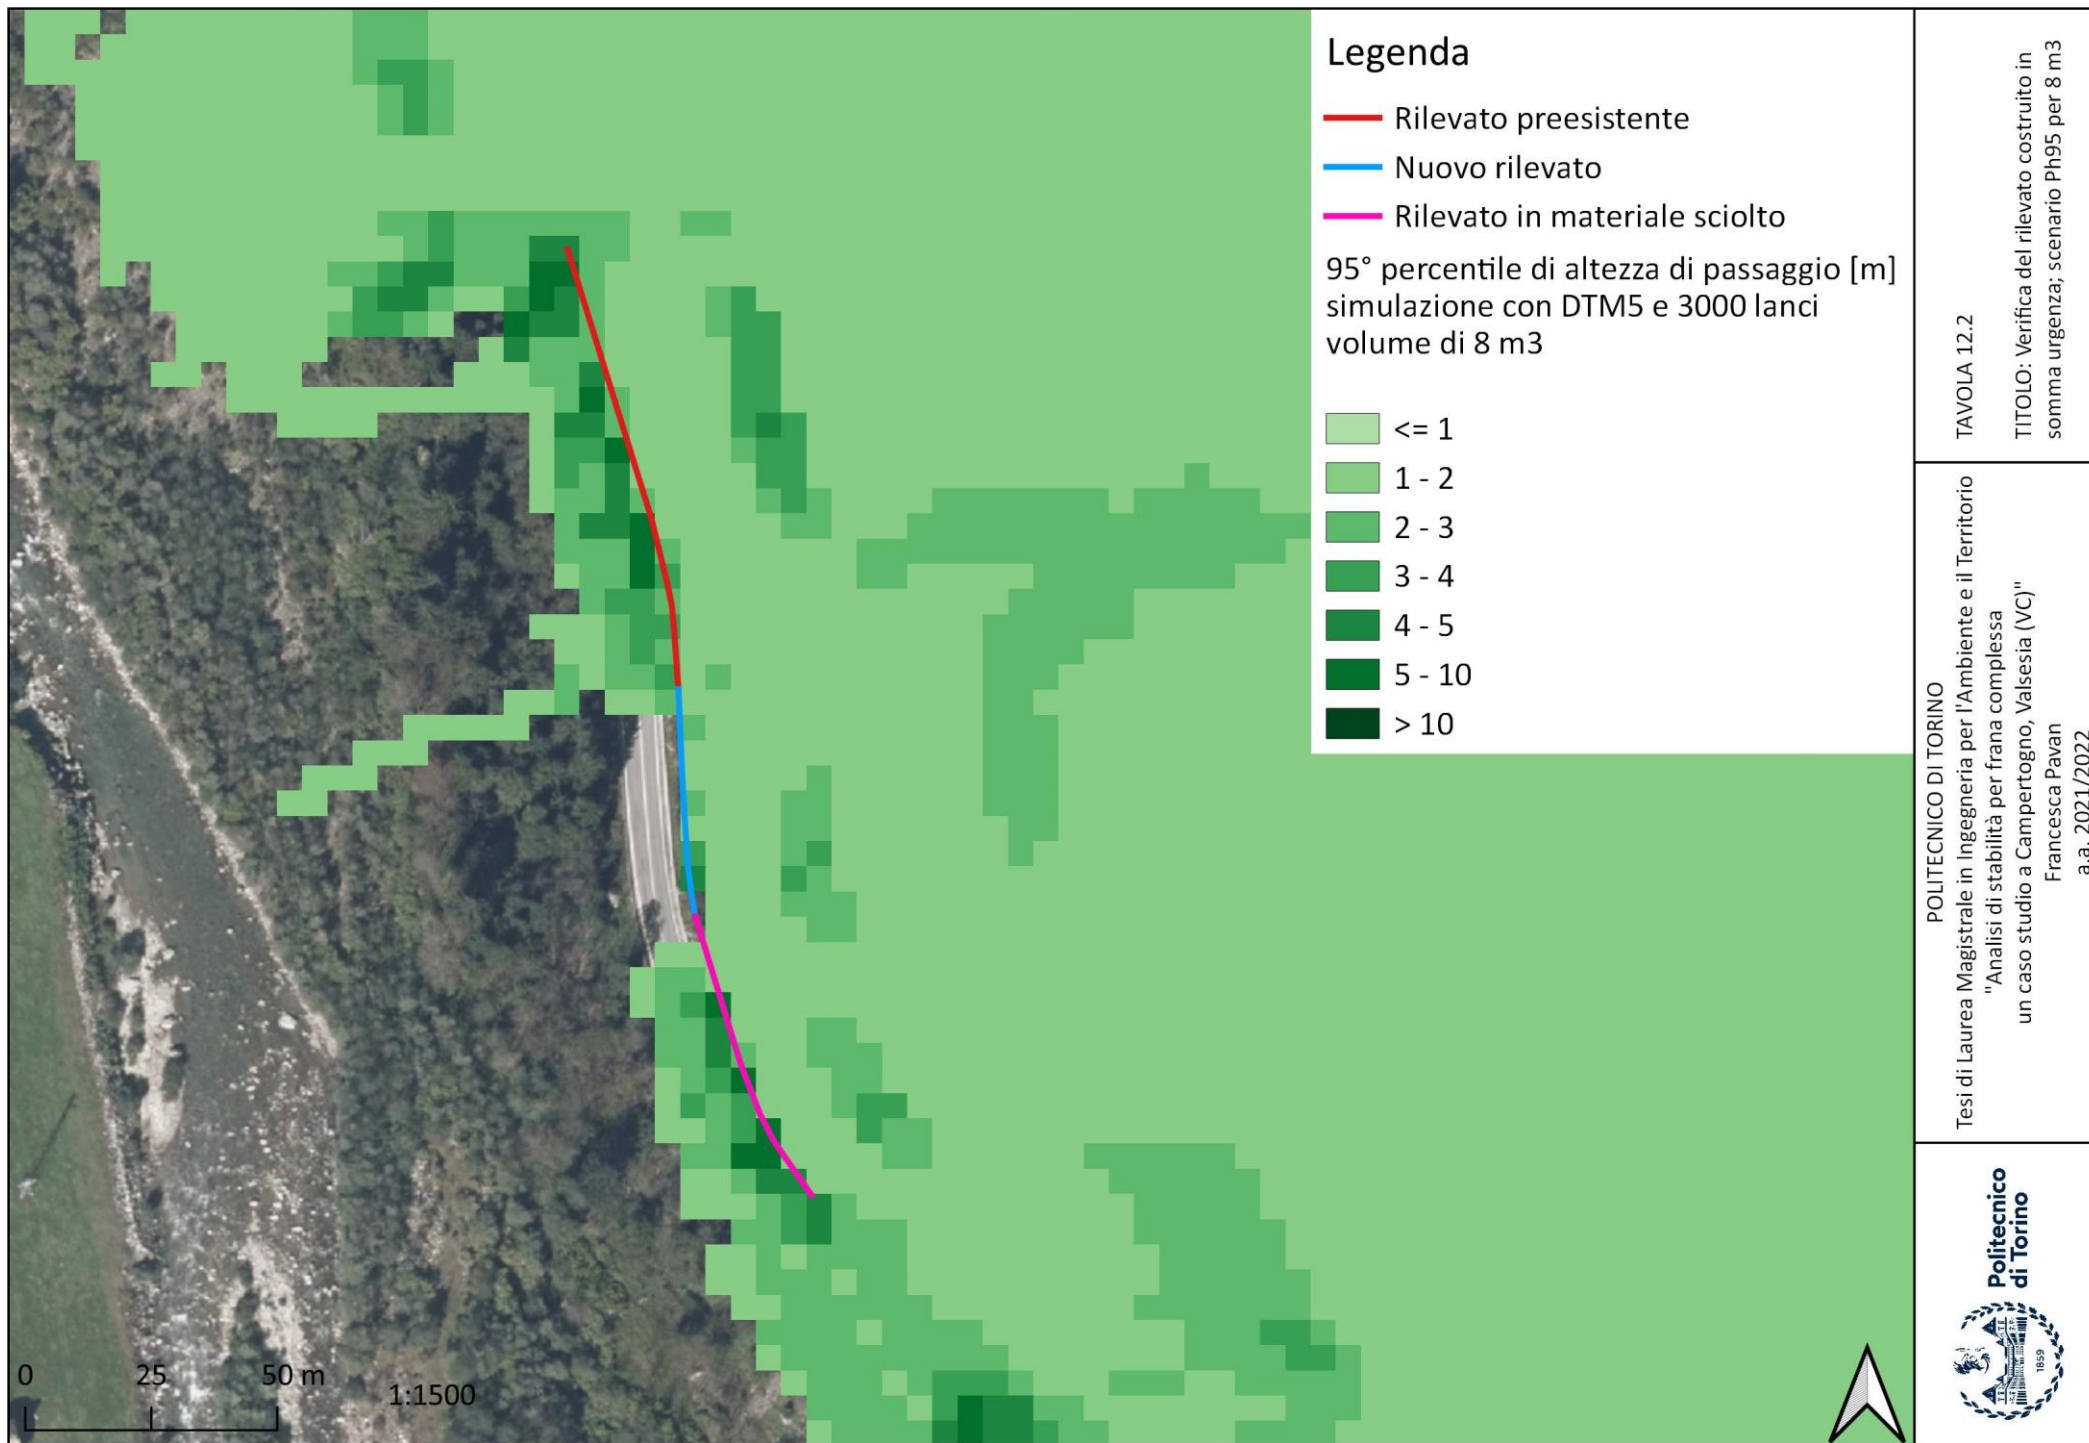 Legenda
Rilevato preesistente
Nuovo rilevato
Rilevato in materiale sciolto
95° percentile di altezza di passaggio [m]
simulazione con DTM5 e 3000 lanci
volume di 8 m3
<= 1
1 - 2
2 - 3
3 - 4
4 - 5
5 - 10
> 10
0 25 50 m
1:1500
TAVOLA 12.2
TITOLO: Verifica del rilevato costruito in
somma urgenza; scenario Ph95 per 8 m3
POLITECNICO DI TORINO
Tesi di Laurea Magistrale in Ingegneria per l'Ambiente e il Territorio
"Analisi di stabilità per frana complessa
un caso studio a Campertogno, Valsesia (VC)"
Francesca Pavan
a.a. 2021/2022
Politecnico
di Torino
1859